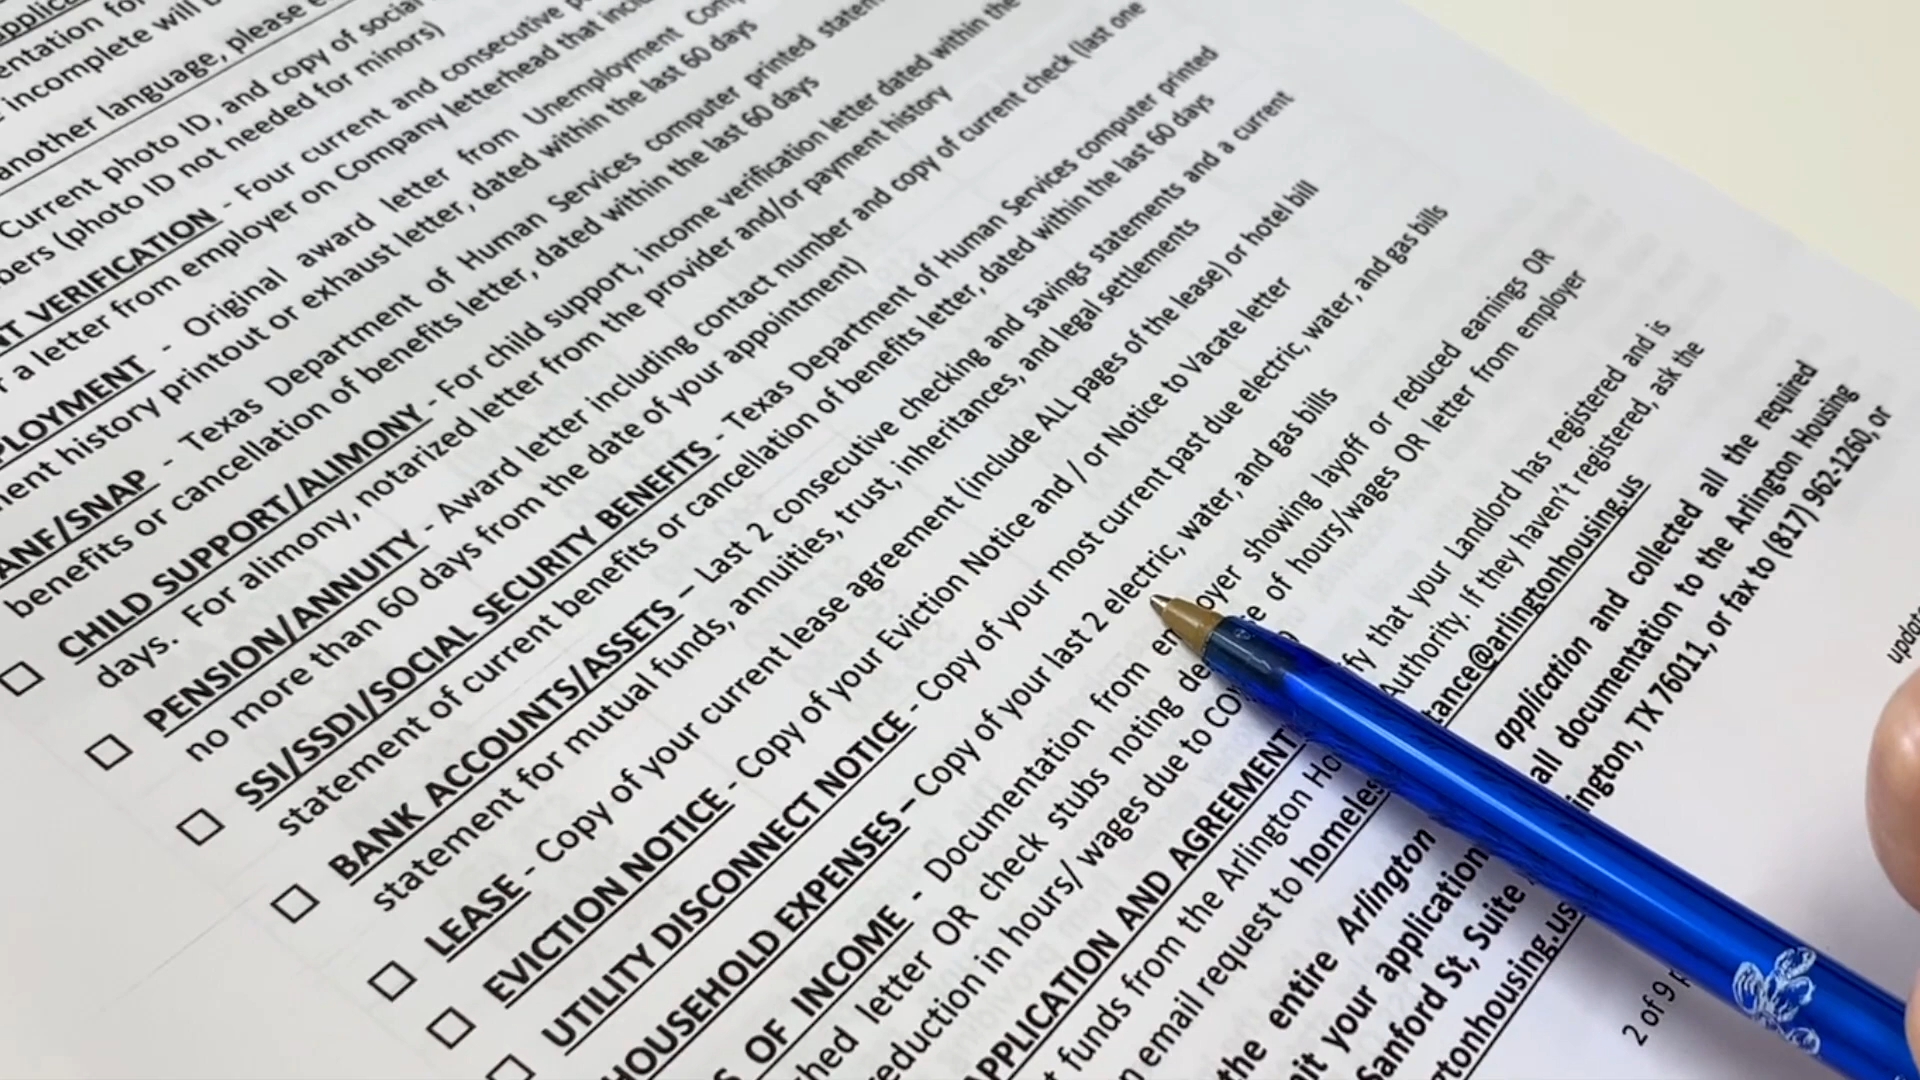 applica
entation for
incomplete will b
another language, please e
Current photo ID, and copy of social
bers (photo ID not needed for minors)
NT VERIFICATION - Four current and consecutive p
r a letter from employer on Company letterhead that incl
PLOYMENT - Original award letter from Unemployment Comp
ment history printout or exhaust letter, dated within the last 60 days
ANF/SNAP - Texas Department of Human Services computer printed statem
benefits or cancellation of benefits letter, dated within the last 60 days
☐ CHILD SUPPORT/ALIMONY - For child support, income verification letter dated within the
days. For alimony, notarized letter from the provider and/or payment history
☐ PENSION/ANNUITY - Award letter including contact number and copy of current check (last one
no more than 60 days from the date of your appointment)
☐ SSI/SSDI/SOCIAL SECURITY BENEFITS - Texas Department of Human Services computer printed
statement of current benefits or cancellation of benefits letter, dated within the last 60 days
☐ BANK ACCOUNTS/ASSETS – Last 2 consecutive checking and savings statements and a current
statement for mutual funds, annuities, trust, inheritances, and legal settlements
☐ LEASE - Copy of your current lease agreement (include ALL pages of the lease) or hotel bill
☐ EVICTION NOTICE - Copy of your Eviction Notice and / or Notice to Vacate letter
☐ UTILITY DISCONNECT NOTICE - Copy of your most current past due electric, water, and gas bills
HOUSEHOLD EXPENSES – Copy of your last 2 electric, water, and gas bills
S OF INCOME - Documentation from em oyer showing layoff or reduced earnings OR
hed letter OR check stubs noting de e of hours/wages OR letter from employer
eduction in hours/ wages due to COV
APPLICATION AND AGREEMENT ify that your Landlord has registered and is
t funds from the Arlington Ho Authority. If they haven't registered, ask the
n email request to homeless tance@arlingtonhousing.us
the entire Arlington application and collected all the required
mit your application all documentation to the Arlington Housing
Sanford St, Suite ington, TX 76011, or fax to (817) 962-1260, or
gtonhousing.us
2 of 9 p
updat